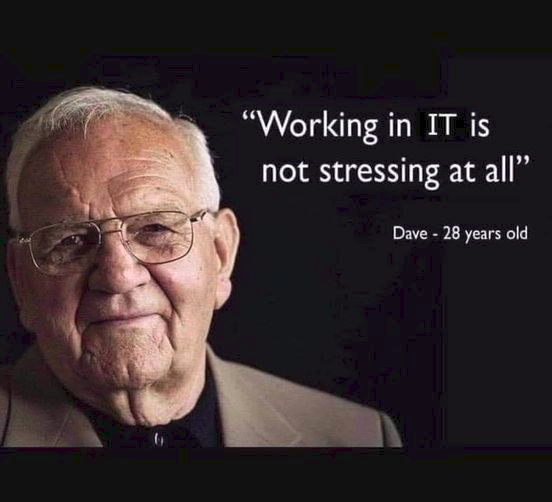 “Working in IT is
not stressing at all”
Dave - 28 years old